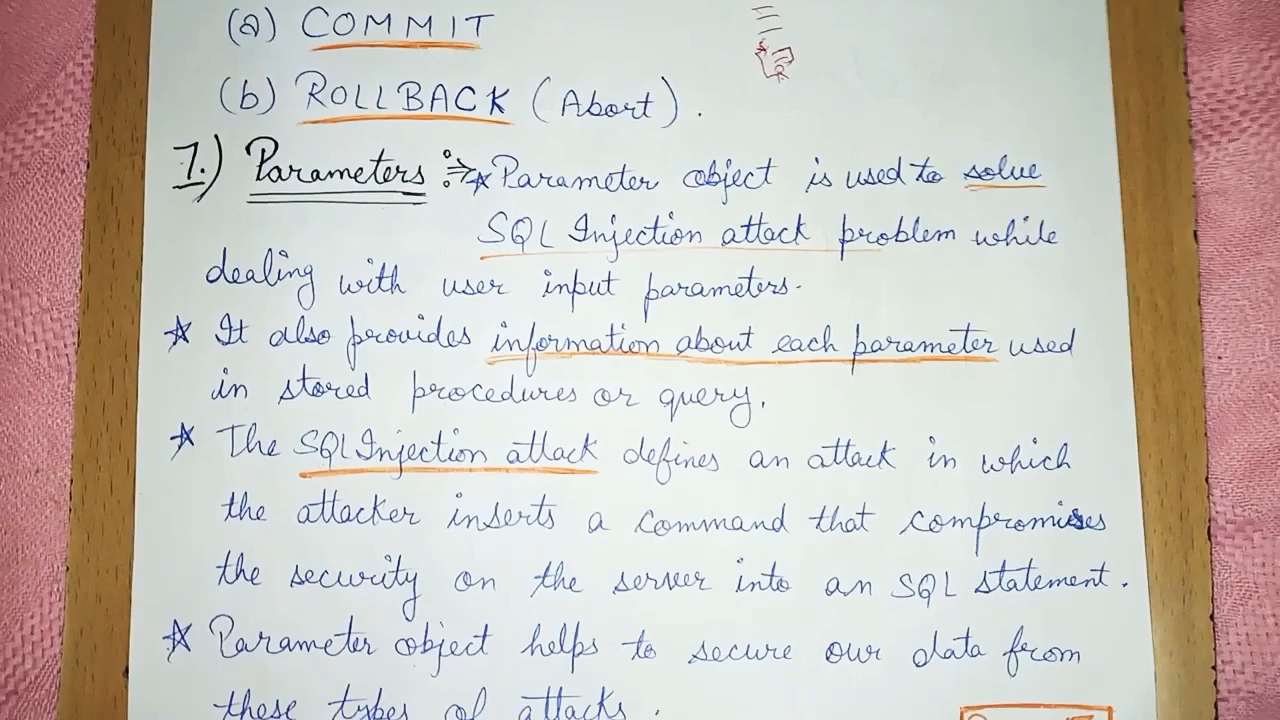 (a) COMMIT
(b) ROLLBACK (Abort).
7.) Parameters :⇒ ☆ Parameter object is used to solve
SQL Injection attack problem while
dealing with user input parameters.
☆ It also provides information about each parameter used
in stored procedures or query.
☆ The SQL Injection attack defines an attack in which
the attacker inserts a command that compromises
the security on the server into an SQL statement.
☆ Parameter object helps to secure our data from
these types of attacks.